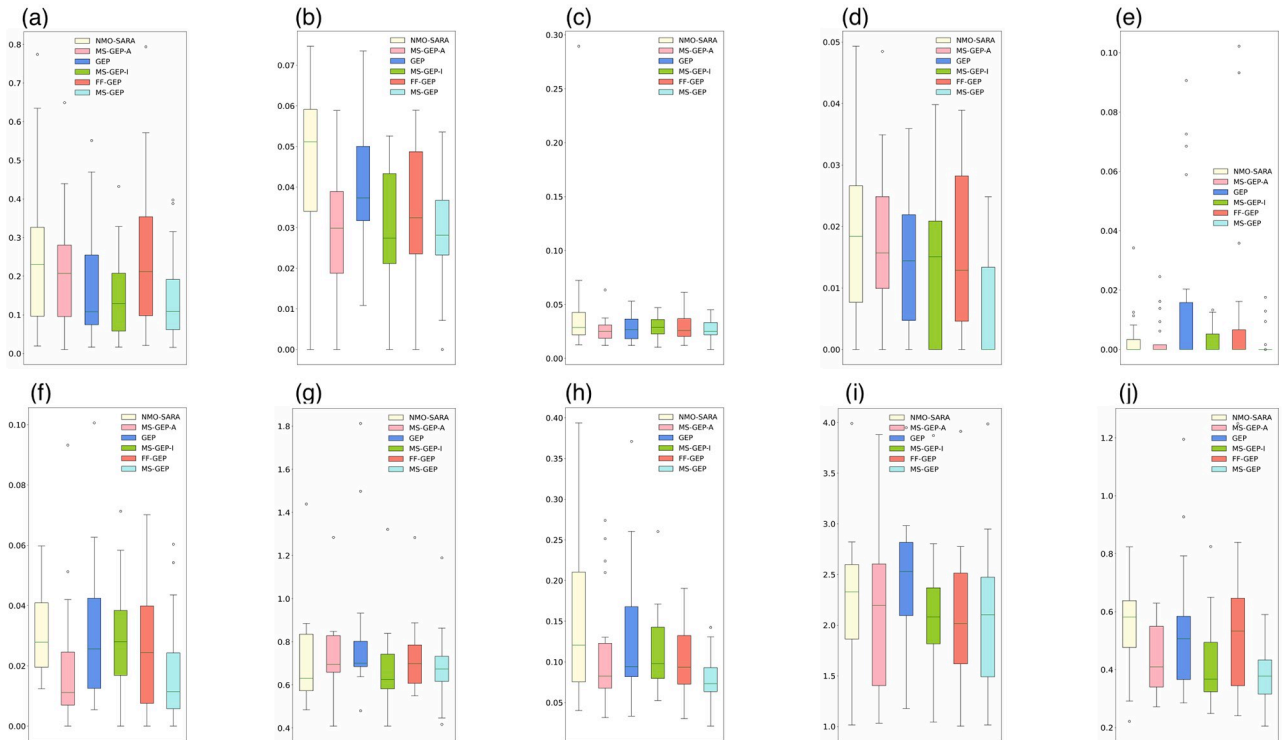 (a)
0.8
0.7
0.6
0.5
0.4
0.3
0.2
0.1
0.0
NMO-SARA
MS-GEP-A
GEP
MS-GEP-I
FF-GEP
MS-GEP
(b)
0.07
0.06
0.05
0.04
0.03
0.02
0.01
0.00
NMO-SARA
MS-GEP-A
GEP
MS-GEP-I
FF-GEP
MS-GEP
(c)
0.30
0.25
0.20
0.15
0.10
0.05
0.00
NMO-SARA
MS-GEP-A
GEP
MS-GEP-I
FF-GEP
MS-GEP
(d)
0.05
0.04
0.03
0.02
0.01
0.00
NMO-SARA
MS-GEP-A
GEP
MS-GEP-I
FF-GEP
MS-GEP
(e)
0.10
0.08
0.06
0.04
0.02
0.00
NMO-SARA
MS-GEP-A
GEP
MS-GEP-I
FF-GEP
MS-GEP
(f)
0.10
0.08
0.06
0.04
0.02
0.00
NMO-SARA
MS-GEP-A
GEP
MS-GEP-I
FF-GEP
MS-GEP
(g)
1.8
1.6
1.4
1.2
1.0
0.8
0.6
0.4
NMO-SARA
MS-GEP-A
GEP
MS-GEP-I
FF-GEP
MS-GEP
(h)
0.40
0.35
0.30
0.25
0.20
0.15
0.10
0.05
NMO-SARA
MS-GEP-A
GEP
MS-GEP-I
FF-GEP
MS-GEP
(i)
4.0
3.5
3.0
2.5
2.0
1.5
1.0
NMO-SARA
MS-GEP-A
GEP
MS-GEP-I
FF-GEP
MS-GEP
(j)
1.2
1.0
0.8
0.6
0.4
0.2
NMO-SARA
MS-GEP-A
GEP
MS-GEP-I
FF-GEP
MS-GEP